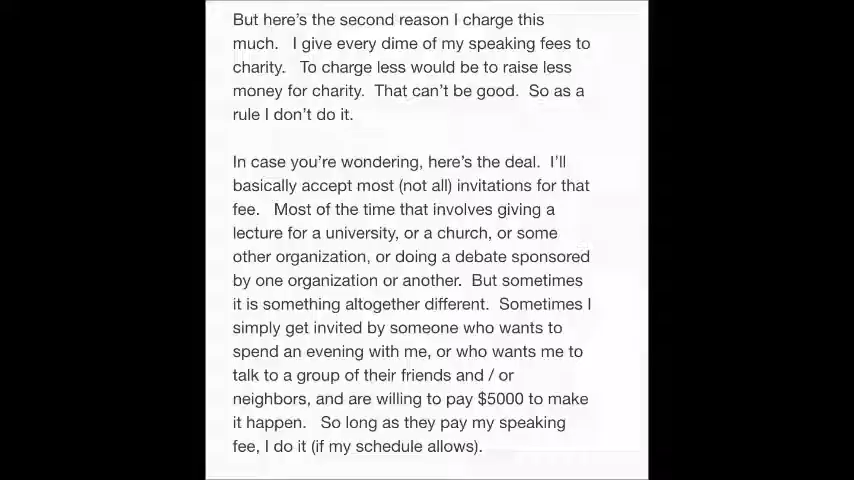 But here's the second reason I charge this
much.   I give every dime of my speaking fees to
charity.   To charge less would be to raise less
money for charity.  That can't be good.  So as a
rule I don't do it.
In case you're wondering, here's the deal.  I'll
basically accept most (not all) invitations for that
fee.   Most of the time that involves giving a
lecture for a university, or a church, or some
other organization, or doing a debate sponsored
by one organization or another.  But sometimes
it is something altogether different.  Sometimes I
simply get invited by someone who wants to
spend an evening with me, or who wants me to
talk to a group of their friends and / or
neighbors, and are willing to pay $5000 to make
it happen.   So long as they pay my speaking
fee, I do it (if my schedule allows).